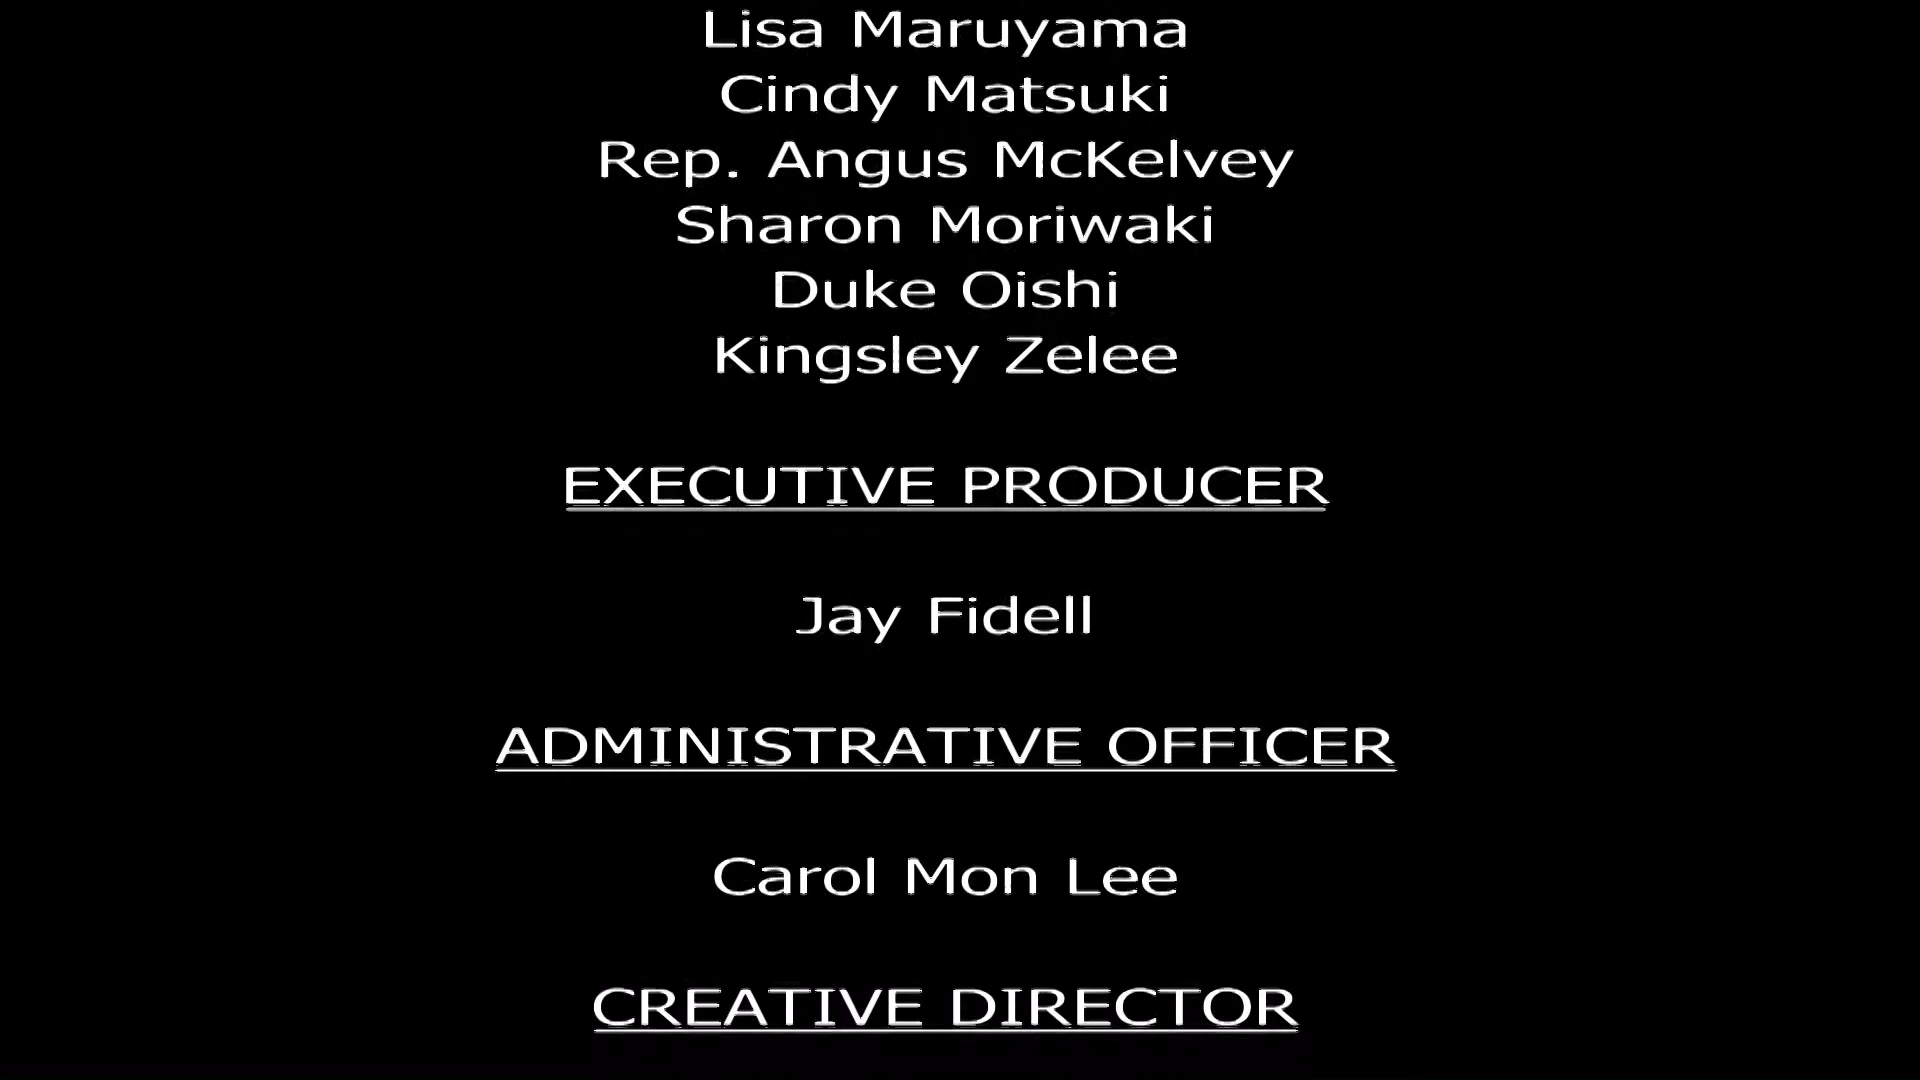 Lisa Maruyama
Cindy Matsuki
Rep. Angus McKelvey
Sharon Moriwaki
Duke Oishi
Kingsley Zelee
EXECUTIVE PRODUCER
Jay Fidell
ADMINISTRATIVE OFFICER
Carol Mon Lee
CREATIVE DIRECTOR